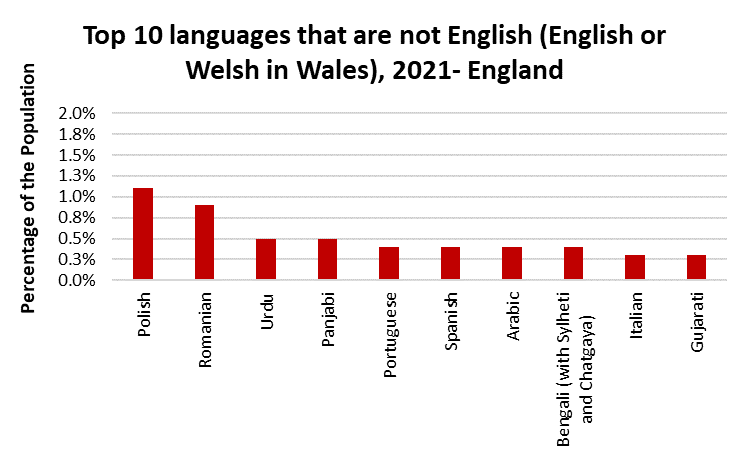 Top 10 languages that are not English (English or
Welsh in Wales), 2021- England
Percentage of the Population
2.0%
1.8%
1.5%
1.3%
1.0%
0.8%
0.5%
0.3%
0.0%
Polish
Romanian
Urdu
Panjabi
Portuguese
Spanish
Arabic
Bengali (with Sylheti
and Chatgaya)
Italian
Gujarati